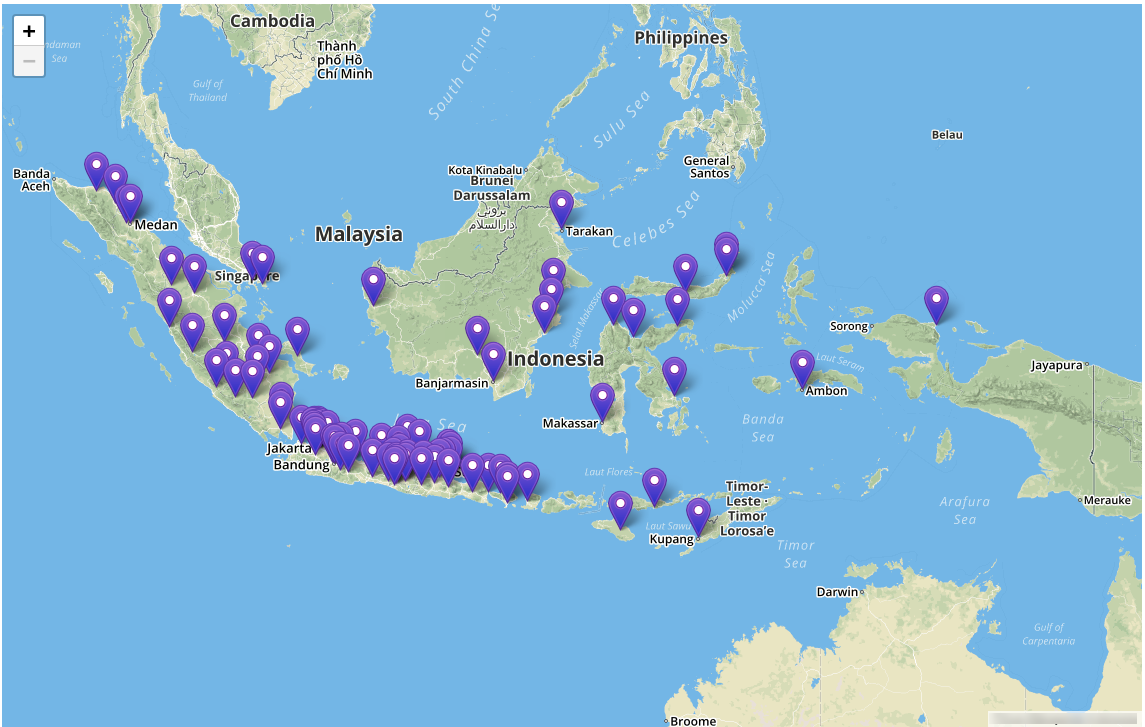 +
−
Cambodia
Thành
phố Hồ
Chí Minh
South China
Philippines
Sea
Gulf of
Thailand
Sulu Sea
Belau
General
Santos
Banda
Aceh
Kota Kinabalu
Brunei
Darussalam
بروني
دارالسلام
Medan
Malaysia
Tarakan
Celebes Sea
Singapore
Molucca Sea
Selat Makassar
Sorong
Indonesia
Laut Seram
Jayapura
Banjarmasin
Ambon
Makassar
Banda
Sea
Sea
Jakarta
Bandung
Laut Flores
Timor-
Leste ·
Timor
Lorosa'e
Merauke
Arafura
Sea
Laut Sawu
Kupang
Timor
Sea
Darwin
Gulf of
Carpentaria
Broome